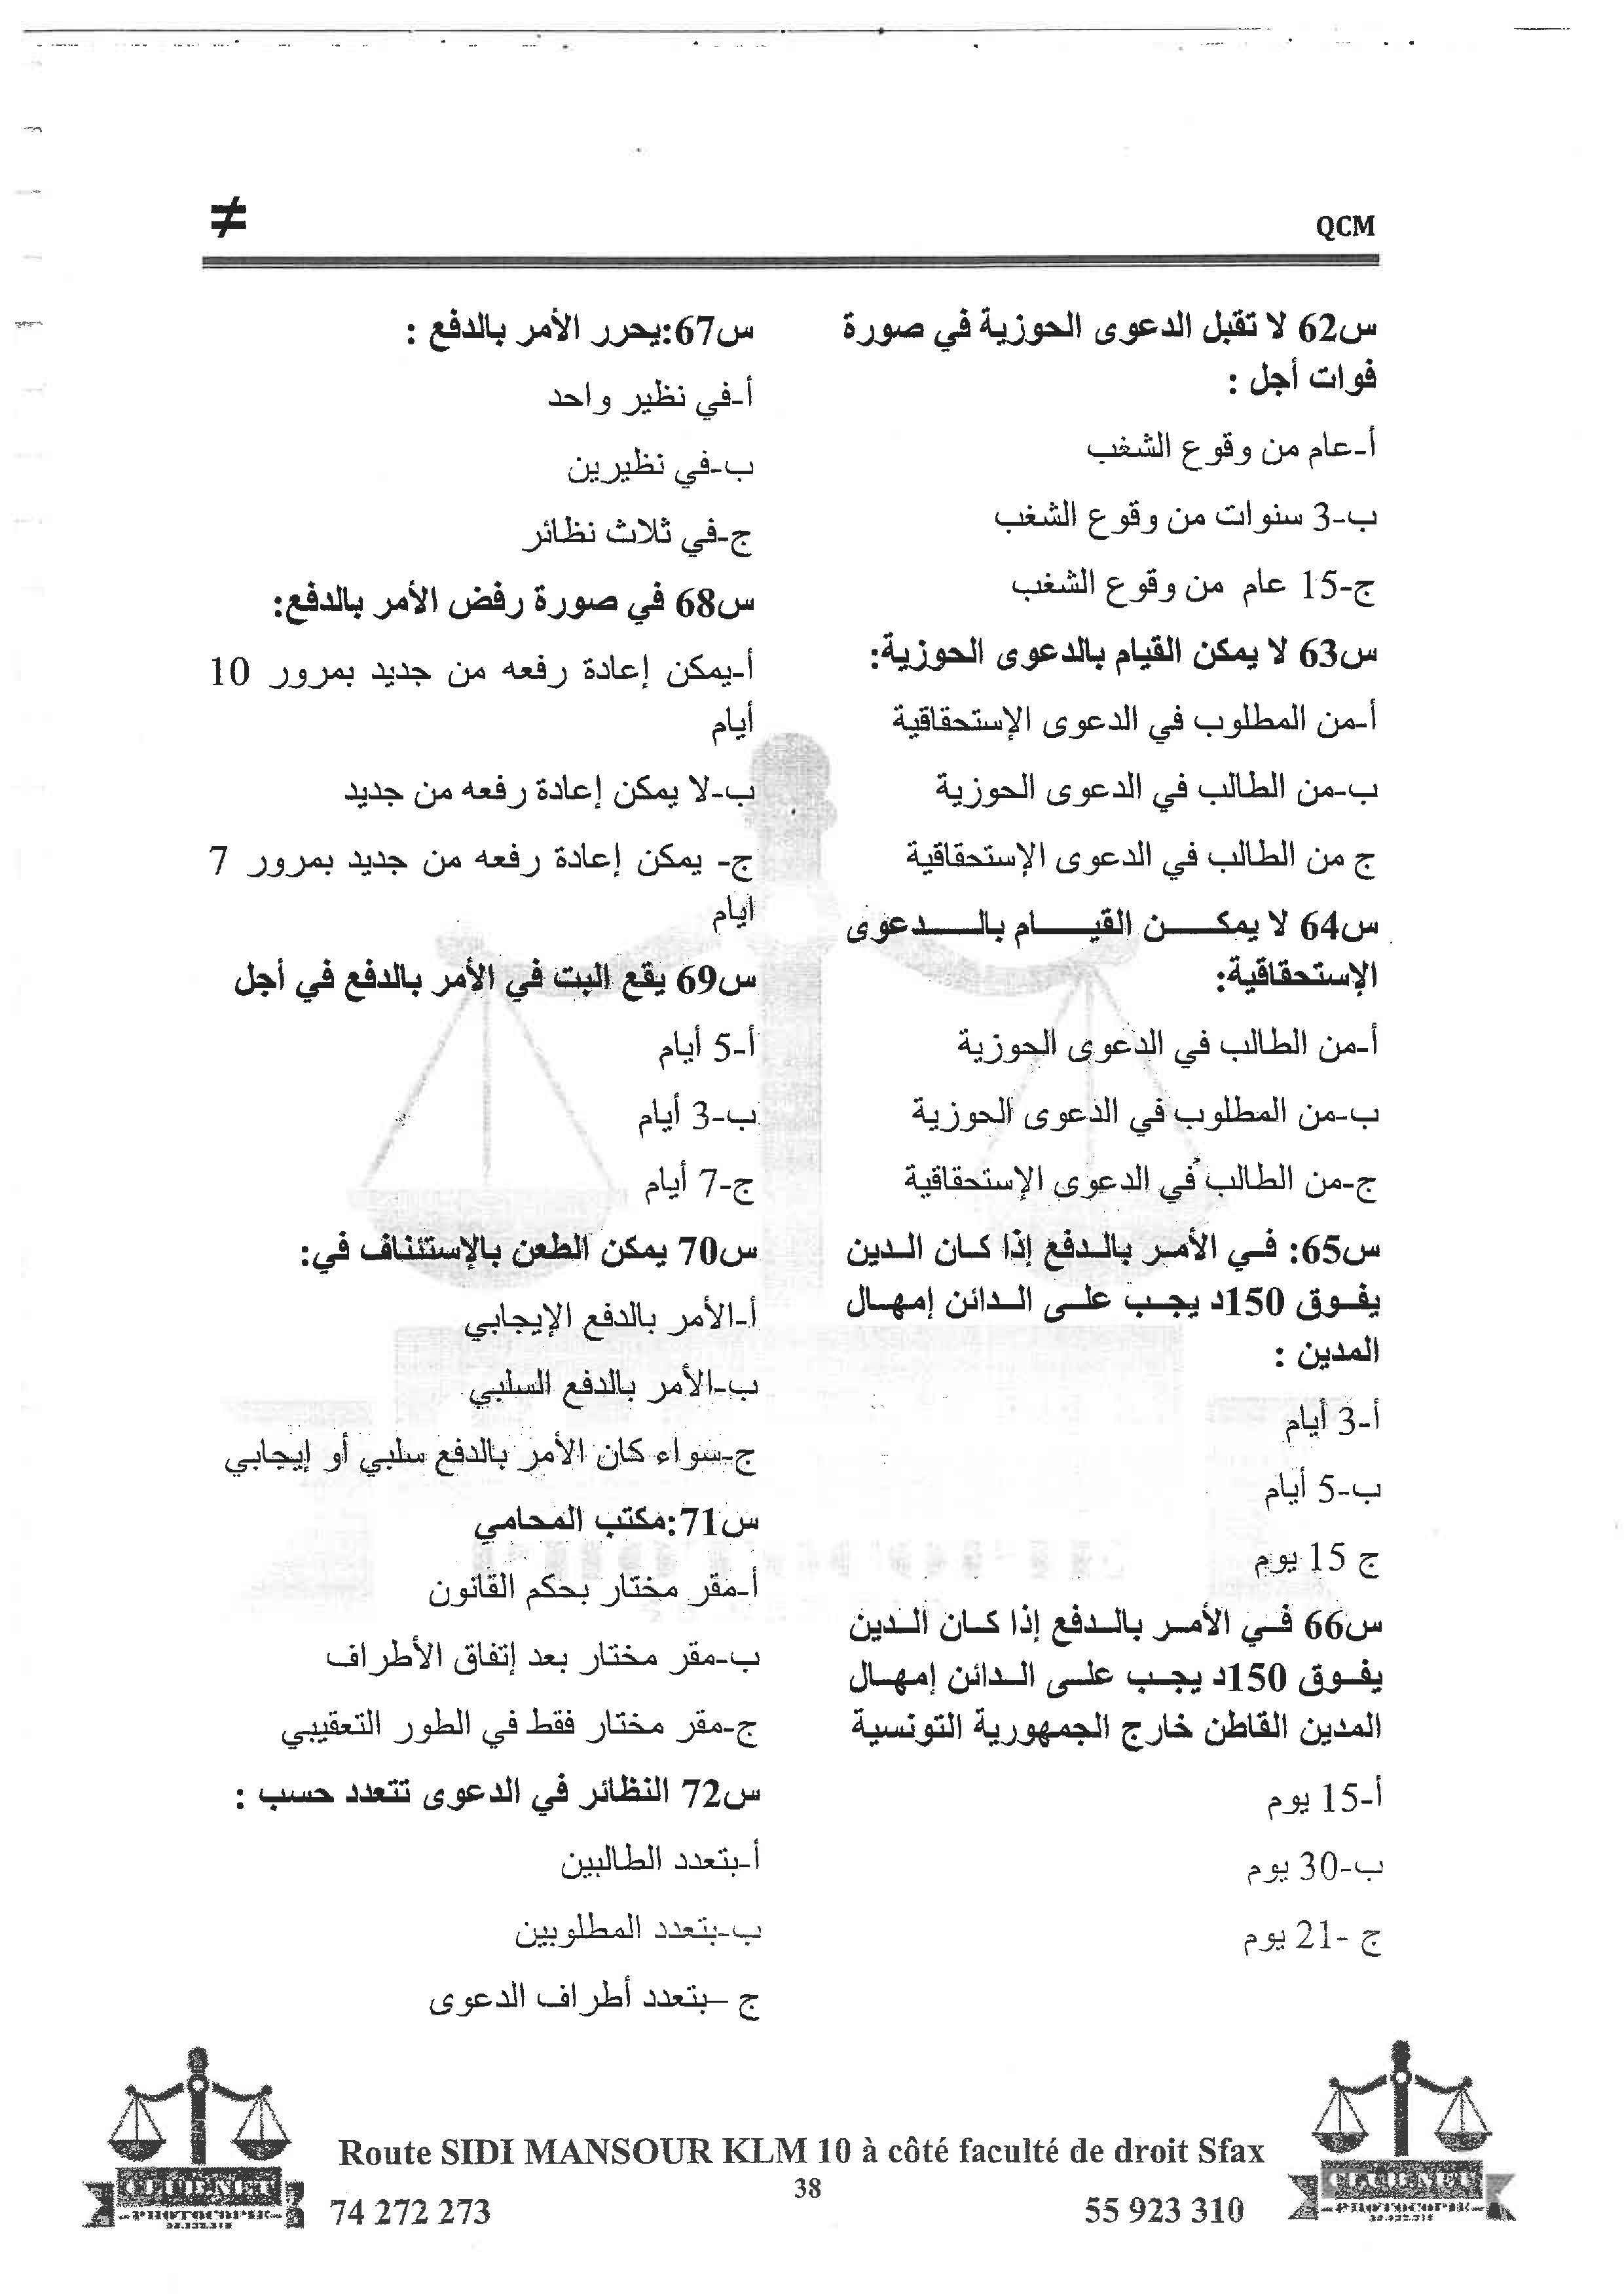 QCM
≠
س62 لا تقبل الدعوى الحوزية في صورة
فوات أجل :
أ-عام من وقوع الشغب
ب-3 سنوات من وقوع الشغب
ج-15 عام من وقوع الشغب
س63 لا يمكن القيام بالدعوى الحوزية:
أ-من المطلوب في الدعوى الإستحقاقية
ب-من الطالب في الدعوى الحوزية
ج من الطالب في الدعوى الإستحقاقية
س64 لا يمكن القيام بالدعوى
الإستحقاقية:
أ-من الطالب في الدعوى الحوزية
ب-من المطلوب في الدعوى الحوزية
ج-من الطالب في الدعوى الإستحقاقية
س65: في الأمر بالدفع إذا كان الدين
يفوق 150د يجب على الدائن إمهال
المدين :
أ-3 أيام
ب-5 أيام
ج 15 يوم
س66 في الأمر بالدفع إذا كان الدين
يفوق 150د يجب على الدائن إمهال
المدين القاطن خارج الجمهورية التونسية
أ-15 يوم
ب-30 يوم
ج -21 يوم
س67:يحرر الأمر بالدفع :
أ-في نظير واحد
ب-في نظيرين
ج-في ثلاث نظائر
س68 في صورة رفض الأمر بالدفع:
أ-يمكن إعادة رفعه من جديد بمرور 10
أيام
ب-لا يمكن إعادة رفعه من جديد
ج- يمكن إعادة رفعه من جديد بمرور 7
ايام
س69 يقع البت في الأمر بالدفع في أجل
أ-5 أيام
ب-3 أيام
ج-7 أيام
س70 يمكن الطعن بالإستئناف في:
أ-الأمر بالدفع الإيجابي
ب-الأمر بالدفع السلبي
ج-سواء كان الأمر بالدفع سلبي أو إيجابي
س71:مكتب المحامي
أ-مقر مختار بحكم القانون
ب-مقر مختار بعد إتفاق الأطراف
ج-مقر مختار فقط في الطور التعقيبي
س72 النظائر في الدعوى تتعدد حسب :
أ-بتعدد الطالبين
ب-بتعدد المطلوبين
ج –بتعدد أطراف الدعوى
Route SIDI MANSOUR KLM 10 à côté faculté de droit Sfax
38
74 272 273
55 923 310
PHOTOCOPIE
PHOTOCOPIE